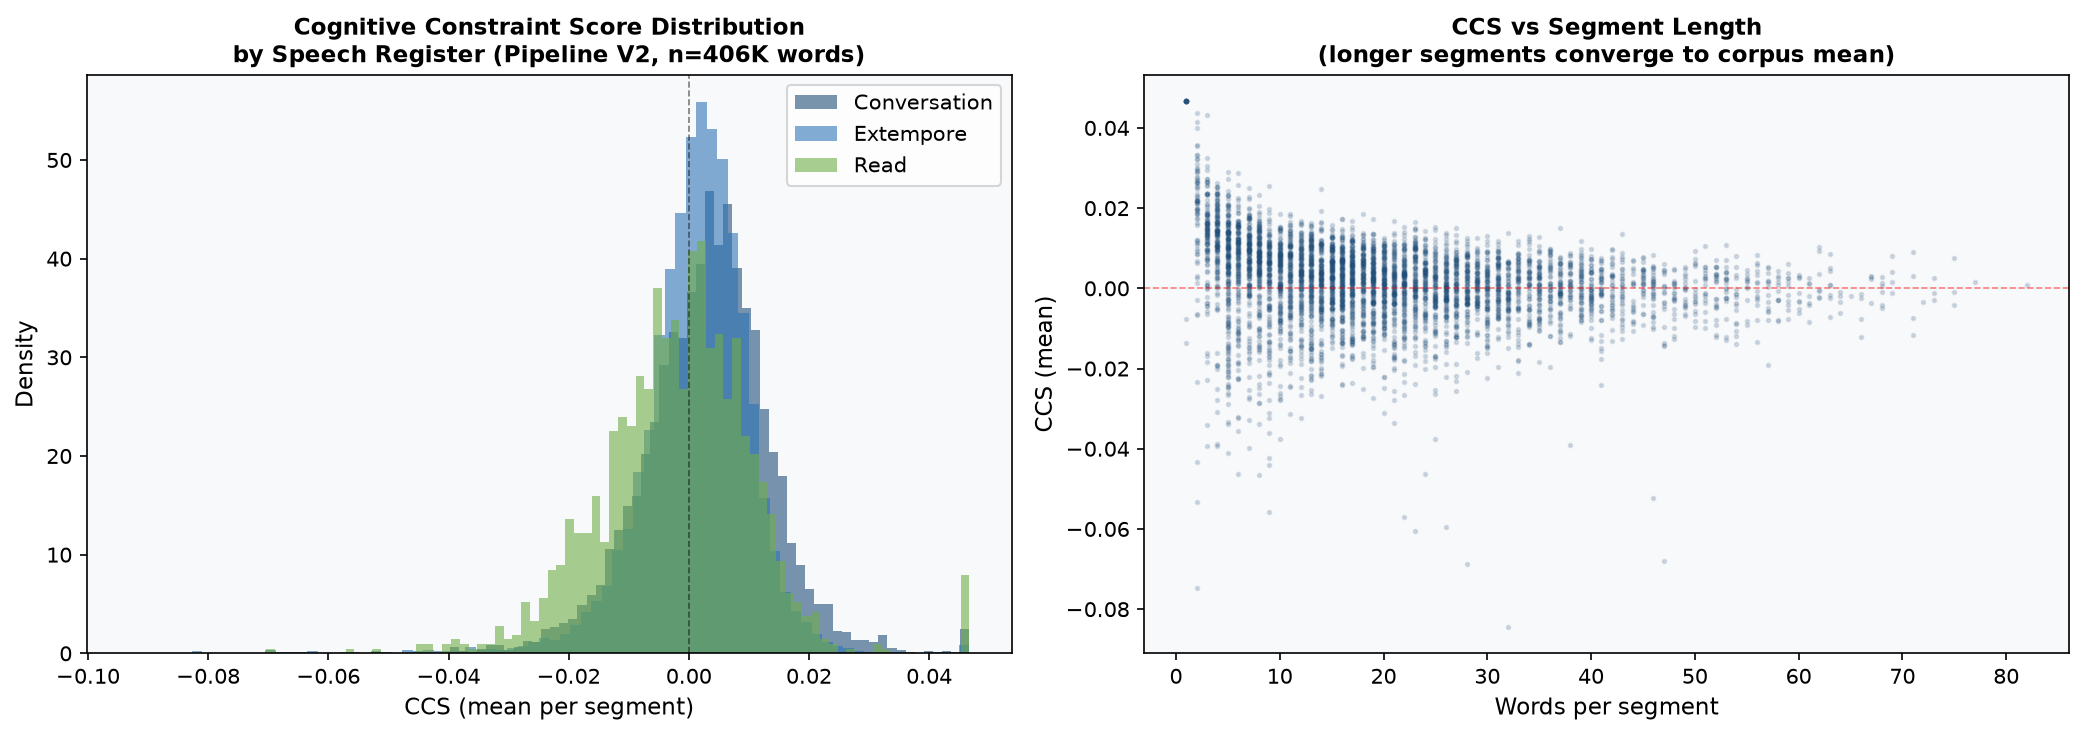 Cognitive Constraint Score Distribution
by Speech Register (Pipeline V2, n=406K words)
Conversation
Extempore
Read
50
40
30
20
10
0
Density
−0.10 −0.08 −0.06 −0.04 −0.02 0.00 0.02 0.04
CCS (mean per segment)
CCS vs Segment Length
(longer segments converge to corpus mean)
0.04
0.02
0.00
−0.02
−0.04
−0.06
−0.08
CCS (mean)
0 10 20 30 40 50 60 70 80
Words per segment